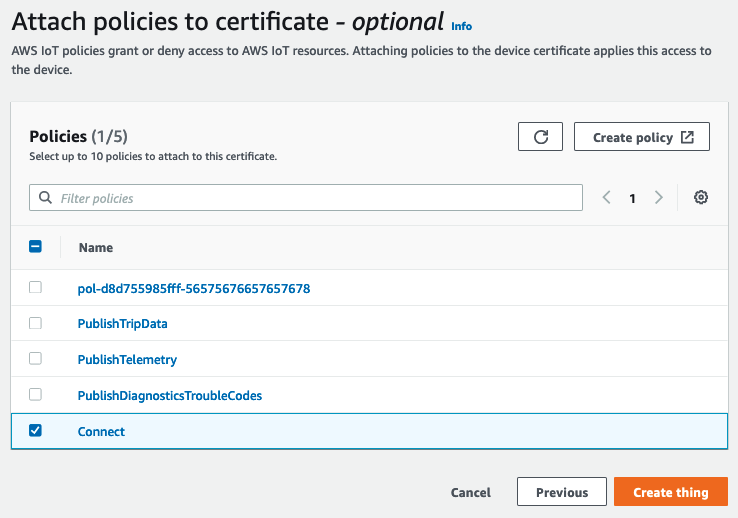 Attach policies to certificate - optional Info
AWS IoT policies grant or deny access to AWS IoT resources. Attaching policies to the device certificate applies this access to
the device.
Policies (1/5)
Select up to 10 policies to attach to this certificate.
Create policy
Filter policies
1
Name
pol-d8d755985fff-56575676657657678
PublishTripData
PublishTelemetry
PublishDiagnosticsTroubleCodes
Connect
Cancel
Previous
Create thing